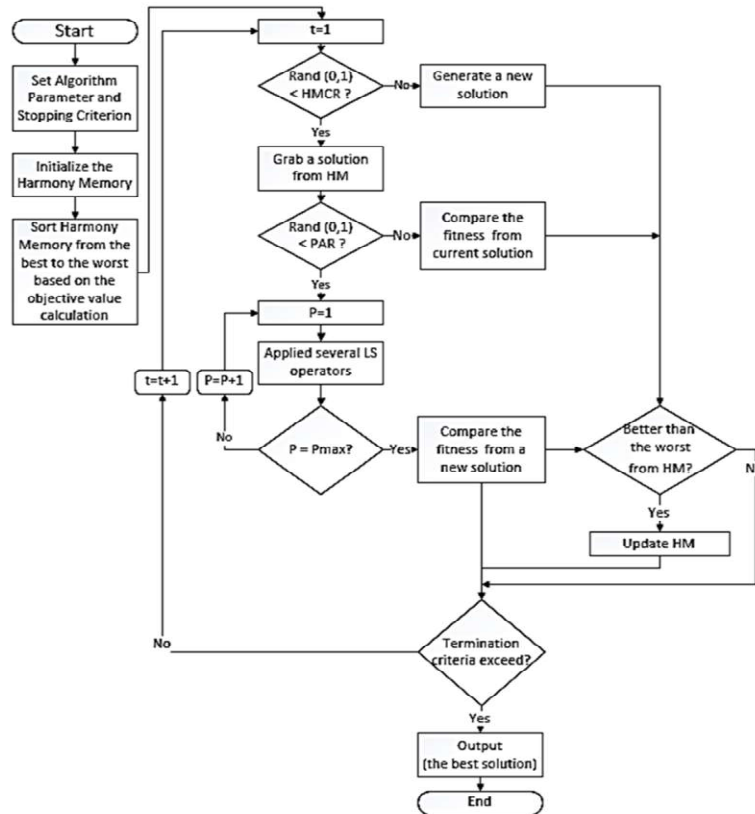 Start
Set Algorithm
Parameter and
Stopping Criterion
Initialize the
Harmony Memory
Sort Harmony
Memory from the
best to the worst
based on the
objective value
calculation
t=1
Rand (0,1)
< HMCR ?
No
Generate a new
solution
Yes
Grab a solution
from HM
Rand (0,1)
< PAR ?
No
Compare the
fitness from
current solution
Yes
P=1
Applied several LS
operators
t=t+1
P=P+1
No
P = Pmax?
Yes
Compare the
fitness from a
new solution
Better than
the worst
from HM?
Yes
Update HM
No
Termination
criteria exceed?
Yes
Output
(the best solution)
End